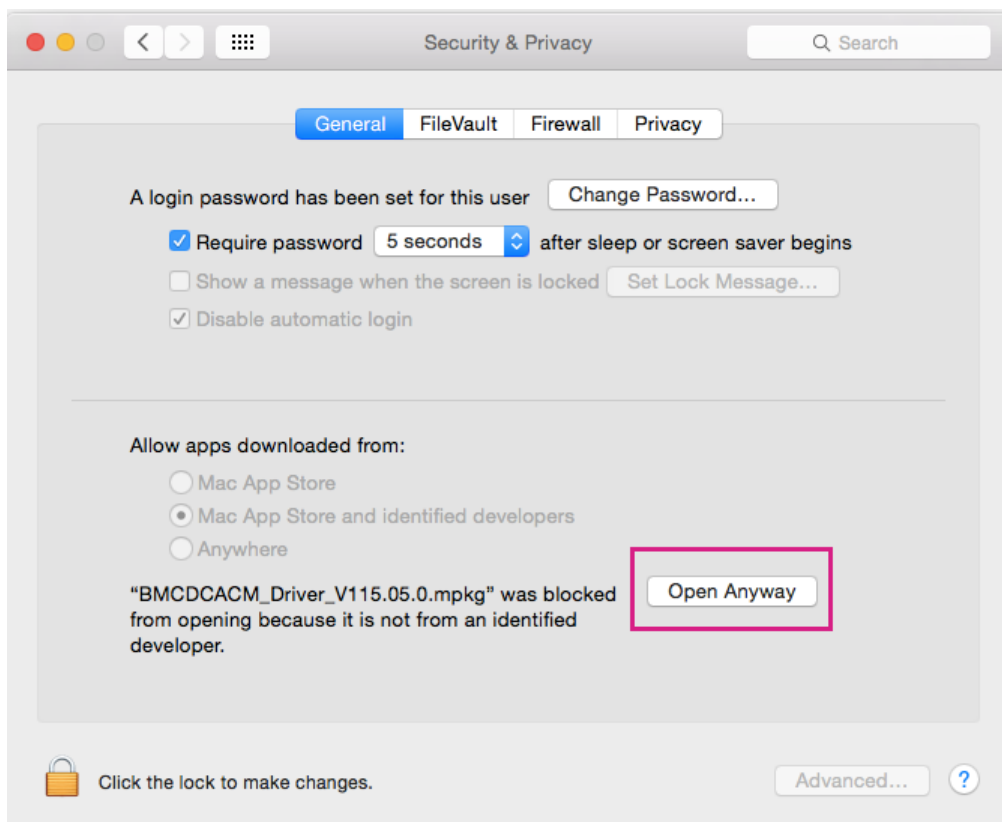 Security & Privacy
Search
General FileVault Firewall Privacy
A login password has been set for this user Change Password...
Require password 5 seconds after sleep or screen saver begins
Show a message when the screen is locked Set Lock Message...
Disable automatic login
Allow apps downloaded from:
Mac App Store
Mac App Store and identified developers
Anywhere
“BMCDCACM_Driver_V115.05.0.mpkg” was blocked
from opening because it is not from an identified
developer.
Open Anyway
Click the lock to make changes.
Advanced... ?